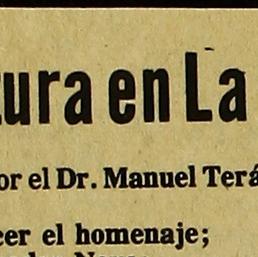 tura en La
or el Dr. Manuel Terá
cer el homenaje;